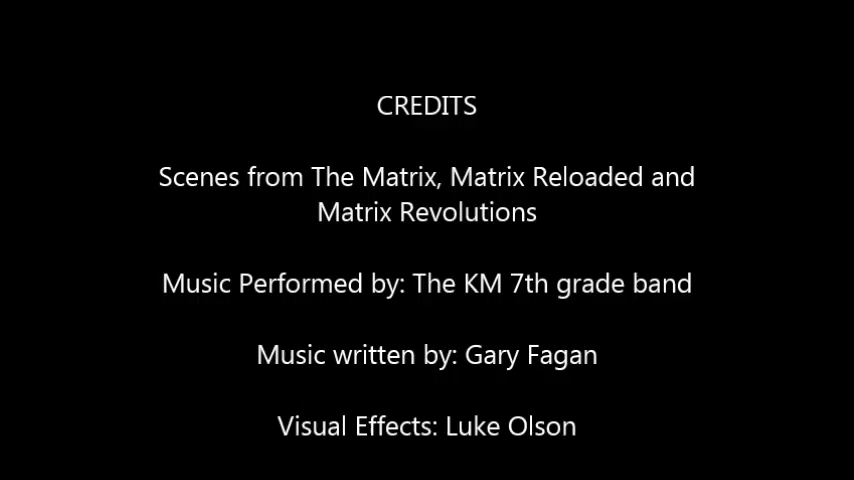 CREDITS
Scenes from The Matrix, Matrix Reloaded and
Matrix Revolutions
Music Performed by: The KM 7th grade band
Music written by: Gary Fagan
Visual Effects: Luke Olson